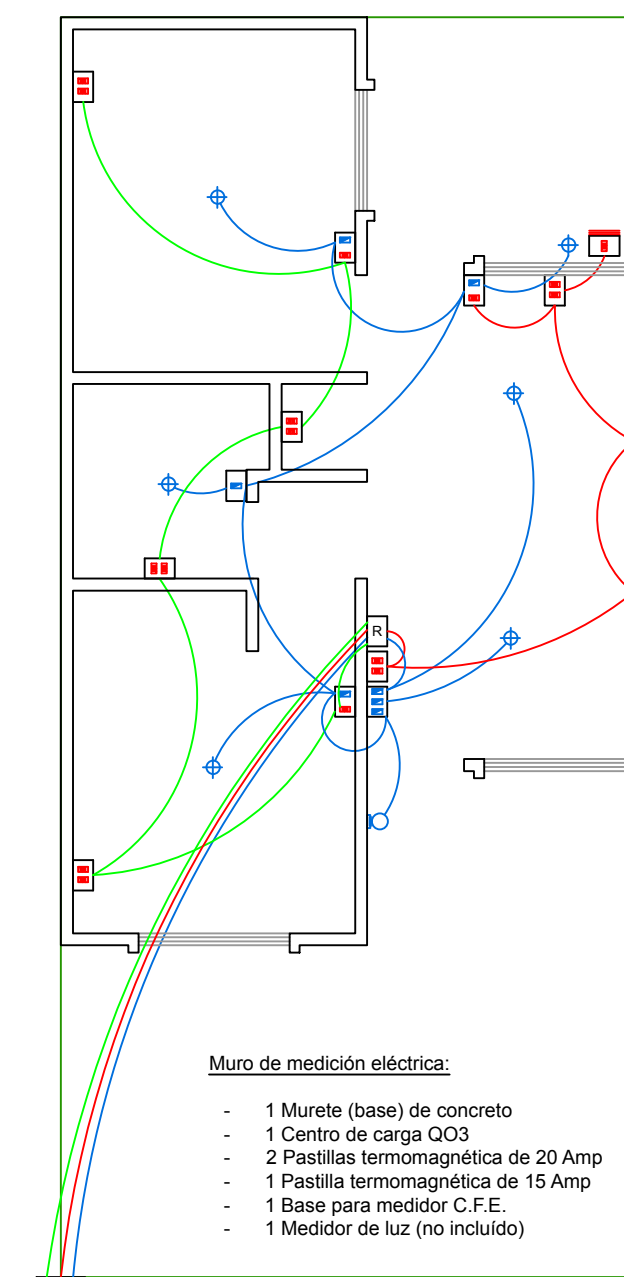 R
Muro de medición eléctrica:
- 1 Murete (base) de concreto
- 1 Centro de carga QO3
- 2 Pastillas termomagnética de 20 Amp
- 1 Pastilla termomagnética de 15 Amp
- 1 Base para medidor C.F.E.
- 1 Medidor de luz (no incluído)